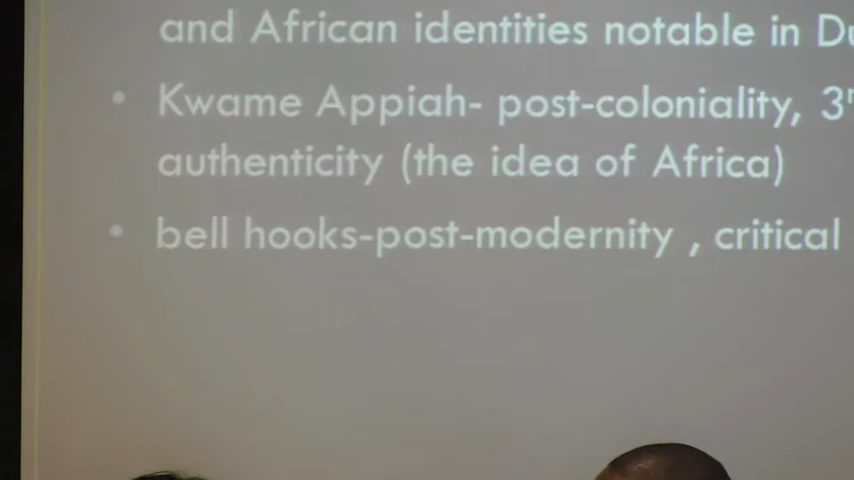 and African identities notable in
• Kwame Appiah- post-coloniality,
authenticity (the idea of Africa)
• bell hooks-post-modernity , critical